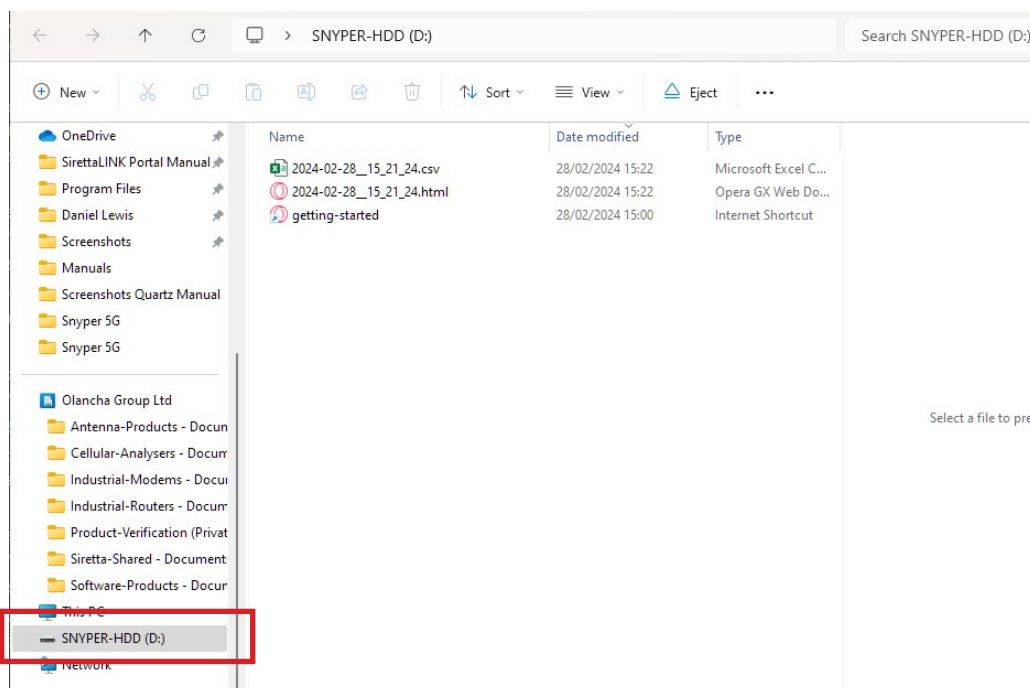 SNYPER-HDD (D:)
Search SNYPER-HDD (D:)
New
Sort
View
Eject
Name
Date modified
Type
2024-02-28__15_21_24.csv
28/02/2024 15:22
Microsoft Excel C...
2024-02-28__15_21_24.html
28/02/2024 15:22
Opera GX Web Do...
getting-started
28/02/2024 15:00
Internet Shortcut
OneDrive
SirettaLINK Portal Manual
Program Files
Daniel Lewis
Screenshots
Manuals
Screenshots Quartz Manual
Snyper 5G
Snyper 5G
Olancha Group Ltd
Antenna-Products - Docun
Cellular-Analysers - Docum
Industrial-Modems - Docu
Industrial-Routers - Docum
Product-Verification (Privat
Siretta-Shared - Document
Software-Products - Docun
This PC
SNYPER-HDD (D:)
Network
Select a file to pre